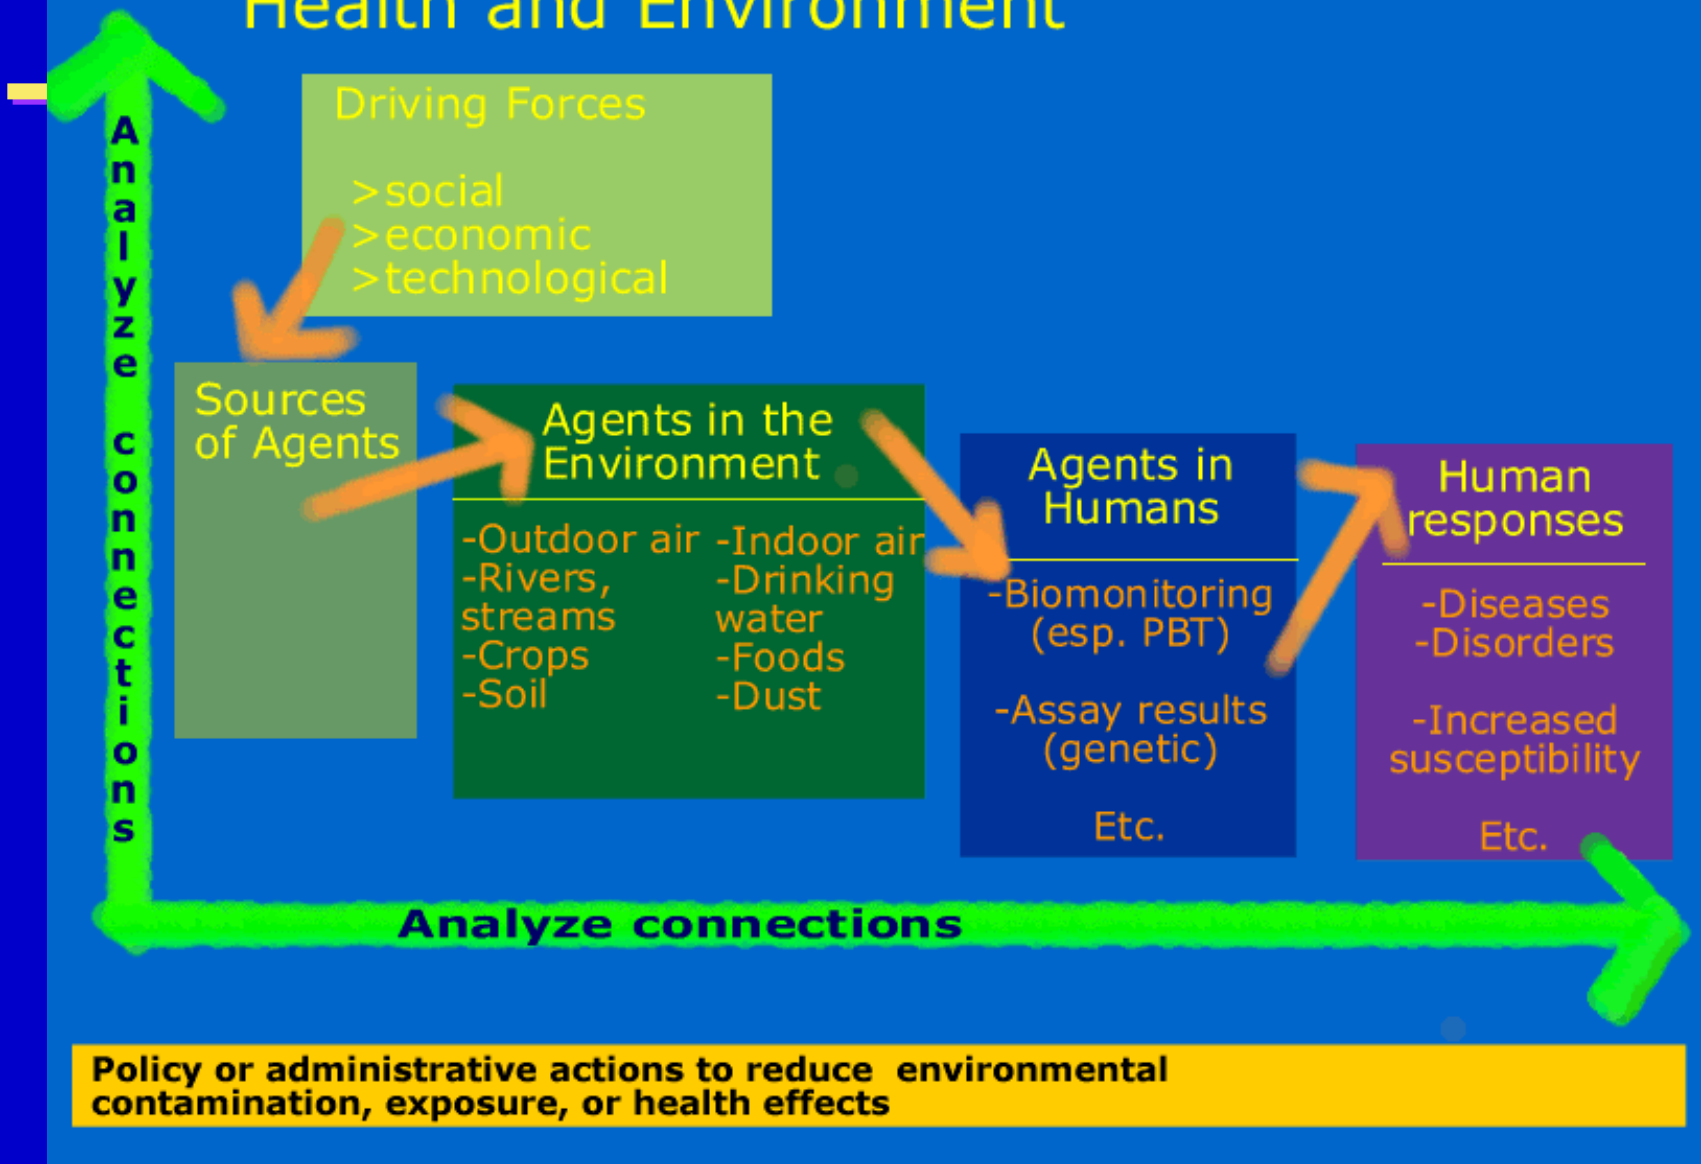 Health and Environment
Driving Forces
>social
>economic
>technological
Analyze connections
Sources
of Agents
Agents in the
Environment
-Outdoor air
-Rivers,
streams
-Crops
-Soil
-Indoor air
-Drinking
water
-Foods
-Dust
Agents in
Humans
-Biomonitoring
(esp. PBT)
-Assay results
(genetic)
Etc.
Human
responses
-Diseases
-Disorders
-Increased
susceptibility
Etc.
Analyze connections
Policy or administrative actions to reduce  environmental
contamination, exposure, or health effects